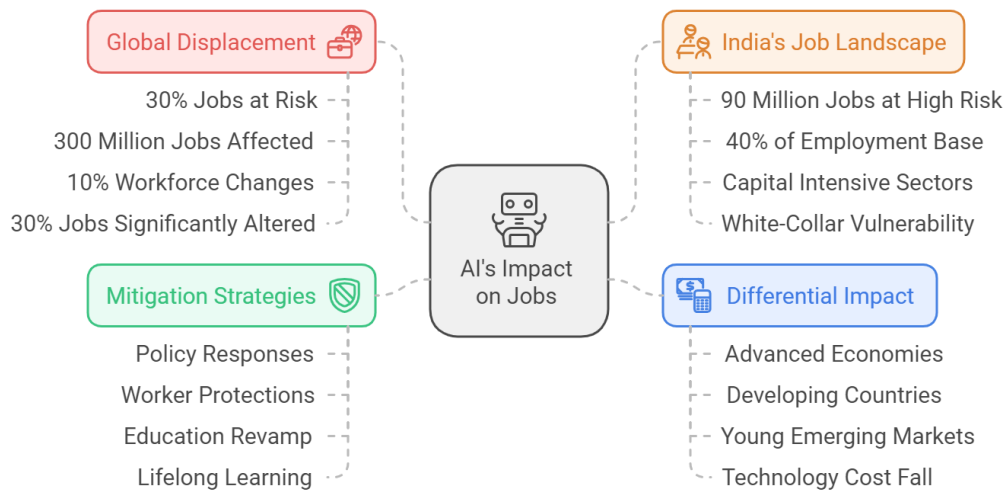 Global Displacement
30% Jobs at Risk
300 Million Jobs Affected
10% Workforce Changes
30% Jobs Significantly Altered
Mitigation Strategies
Policy Responses
Worker Protections
Education Revamp
Lifelong Learning
AI's Impact
on Jobs
India's Job Landscape
90 Million Jobs at High Risk
40% of Employment Base
Capital Intensive Sectors
White-Collar Vulnerability
$
Differential Impact
Advanced Economies
Developing Countries
Young Emerging Markets
Technology Cost Fall